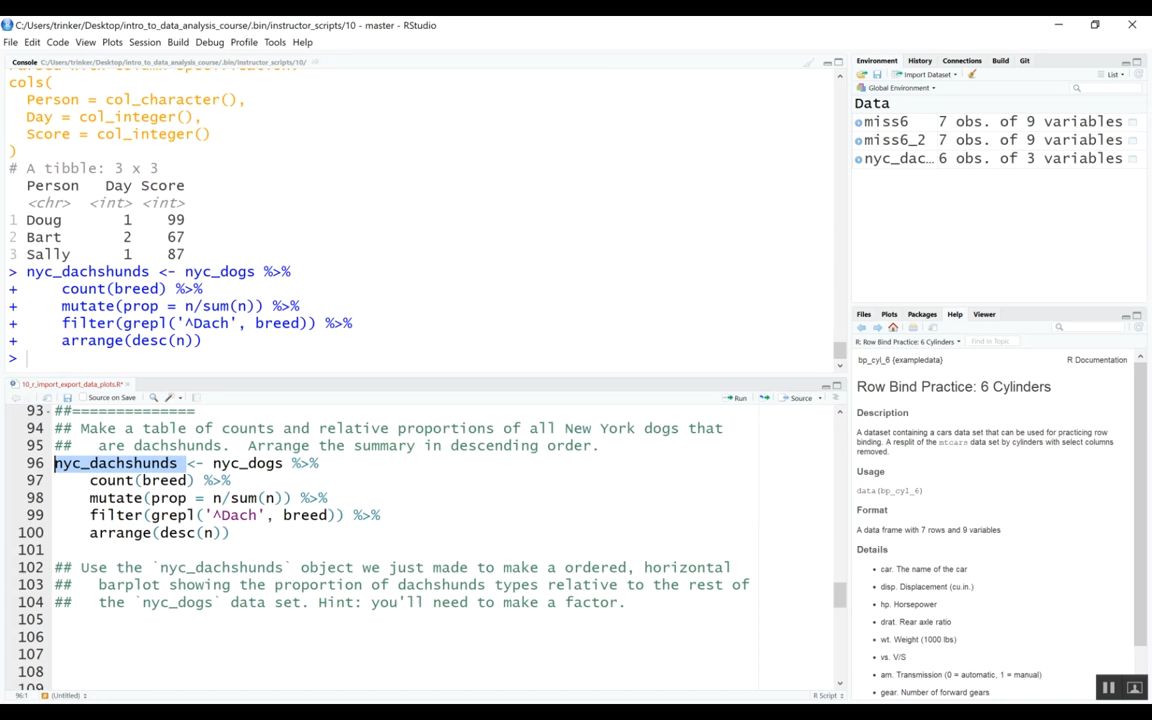 C:/Users/trinker/Desktop/intro_to_data_analysis_course/.bin/instructor_scripts/10 - master - RStudio
File Edit Code View Plots Session Build Debug Profile Tools Help
Console C:/Users/trinker/Desktop/intro_to_data_analysis_course/.bin/instructor_scripts/10/
cols(
Person = col_character(),
Day = col_integer(),
Score = col_integer()
)
# A tibble: 3 x 3
Person Day Score
<chr> <int> <int>
1 Doug 1 99
2 Bart 2 67
3 Sally 1 87
> nyc_dachshunds <- nyc_dogs %>%
+ count(breed) %>%
+ mutate(prop = n/sum(n)) %>%
+ filter(grepl('^Dach', breed)) %>%
+ arrange(desc(n))
>
10_r_import_export_data_plots.R*
Source on Save
Run
Source
93 ##==============
94 ## Make a table of counts and relative proportions of all New York dogs that
95 ## are dachshunds. Arrange the summary in descending order.
96 nyc_dachshunds <- nyc_dogs %>%
97 count(breed) %>%
98 mutate(prop = n/sum(n)) %>%
99 filter(grepl('^Dach', breed)) %>%
100 arrange(desc(n))
101
102 ## Use the `nyc_dachshunds` object we just made to make a ordered, horizontal
103 ## barplot showing the proportion of dachshunds types relative to the rest of
104 ## the `nyc_dogs` data set. Hint: you'll need to make a factor.
105
106
107
108
109
96:1 (Untitled) R Script
Environment History Connections Build Git
Import Dataset List
Global Environment
Data
miss6 7 obs. of 9 variables
miss6_2 7 obs. of 9 variables
nyc_dac… 6 obs. of 3 variables
Files Plots Packages Help Viewer
R: Row Bind Practice: 6 Cylinders Find in Topic
bp_cyl_6 {exampledata} R Documentation
Row Bind Practice: 6 Cylinders
Description
A dataset containing a cars data set that can be used for practicing row
binding. A resplit of the mtcars data set by cylinders with select columns
removed.
Usage
data(bp_cyl_6)
Format
A data frame with 7 rows and 9 variables
Details
• car. The name of the car
• disp. Displacement (cu.in.)
• hp. Horsepower
• drat. Rear axle ratio
• wt. Weight (1000 lbs)
• vs. V/S
• am. Transmission (0 = automatic, 1 = manual)
• gear. Number of forward gears